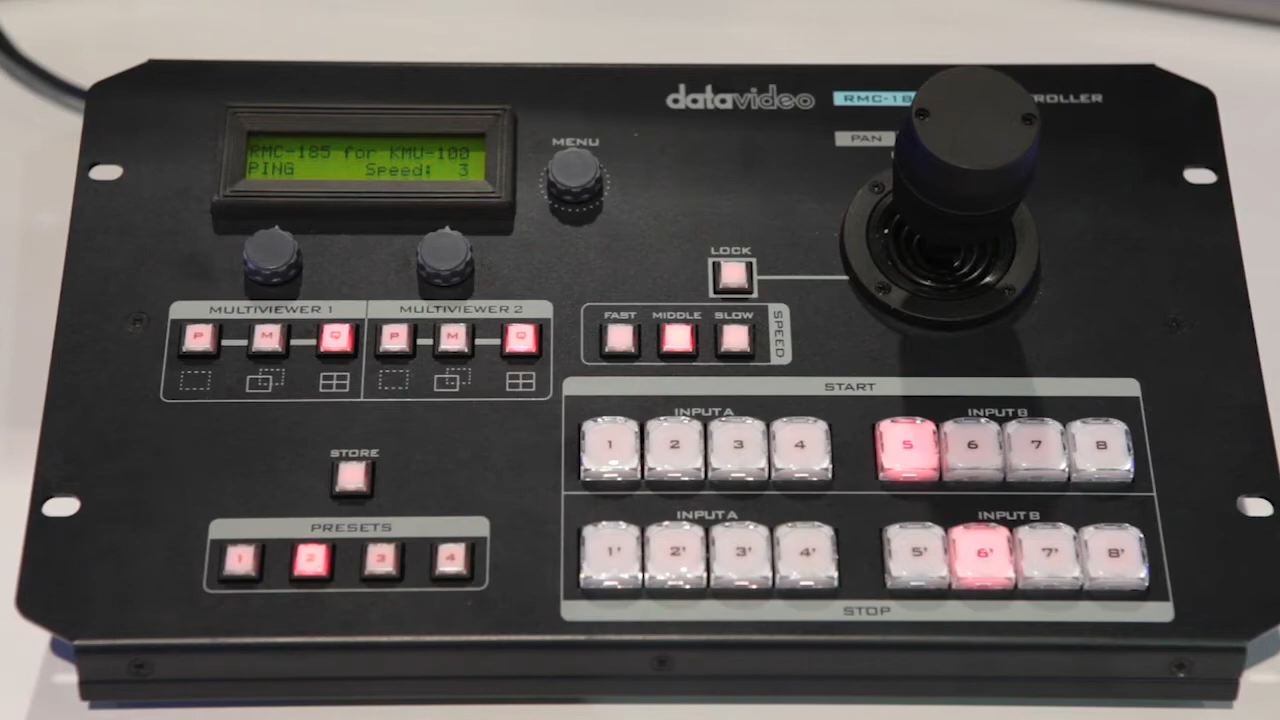 datavideo RMC-18 ROLLER
PAN
MENU
RMC-185 for KMU-100
PING Speed: 3
LOCK
MULTIVIEWER 1 MULTIVIEWER 2
P M Q P M Q
FAST MIDDLE SLOW
SPEED
START
INPUT A INPUT B
1 2 3 4 5 6 7 8
STORE
PRESETS
1 2 3 4
INPUT A INPUT B
1' 2' 3' 4' 5' 6' 7' 8'
STOP